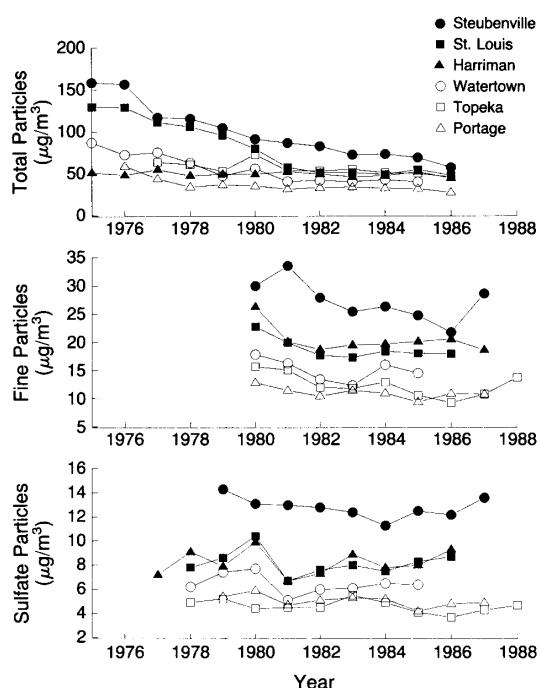 Steubenville
St. Louis
Harriman
Watertown
Topeka
Portage
Total Particles
(μg/m³)
200
150
100
50
0
1976 1978 1980 1982 1984 1986 1988
Fine Particles
(μg/m³)
35
30
25
20
15
10
5
1976 1978 1980 1982 1984 1986 1988
Sulfate Particles
(μg/m³)
16
14
12
10
8
6
4
2
1976 1978 1980 1982 1984 1986 1988
Year